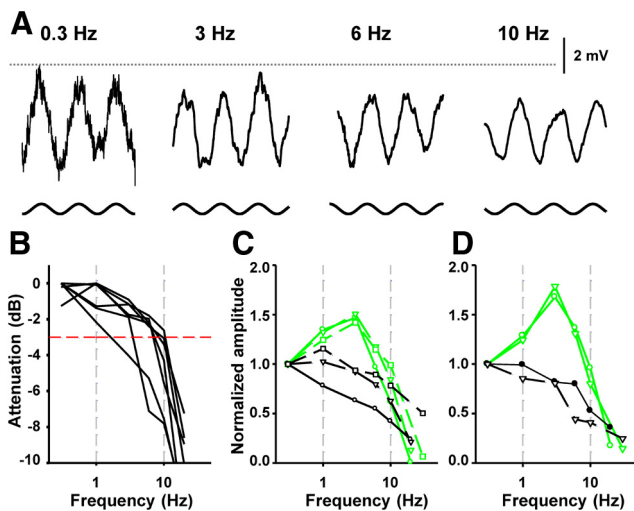 A
0.3 Hz 3 Hz 6 Hz 10 Hz
2 mV
B C D
Attenuation (dB)
0
-2
-4
-6
-8
-10
1 10
Frequency (Hz)
Normalized amplitude
2.0
1.5
1.0
0.5
0.0
1 10
Frequency (Hz)
2.0
1.5
1.0
0.5
0.0
1 10
Frequency (Hz)